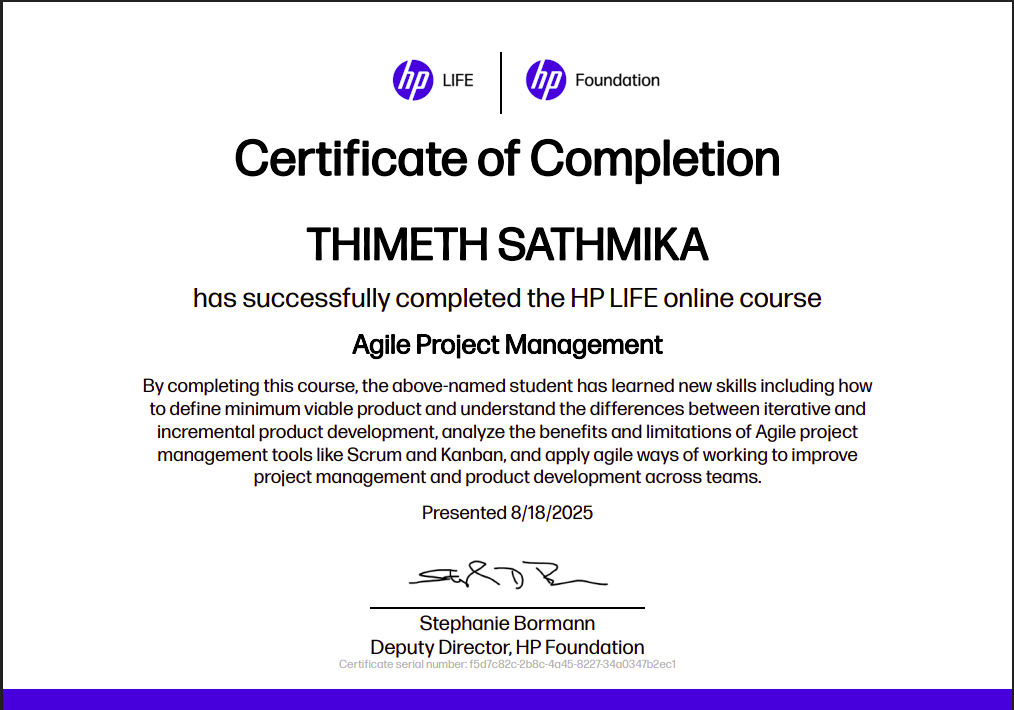 hp LIFE hp Foundation
Certificate of Completion
THIMETH SATHMIKA
has successfully completed the HP LIFE online course
Agile Project Management
By completing this course, the above-named student has learned new skills including how
to define minimum viable product and understand the differences between iterative and
incremental product development, analyze the benefits and limitations of Agile project
management tools like Scrum and Kanban, and apply agile ways of working to improve
project management and product development across teams.
Presented 8/18/2025
Stephanie Bormann
Deputy Director, HP Foundation
Certificate serial number: f5d7c82c-2b8c-4a45-8227-34a0347b2ec1